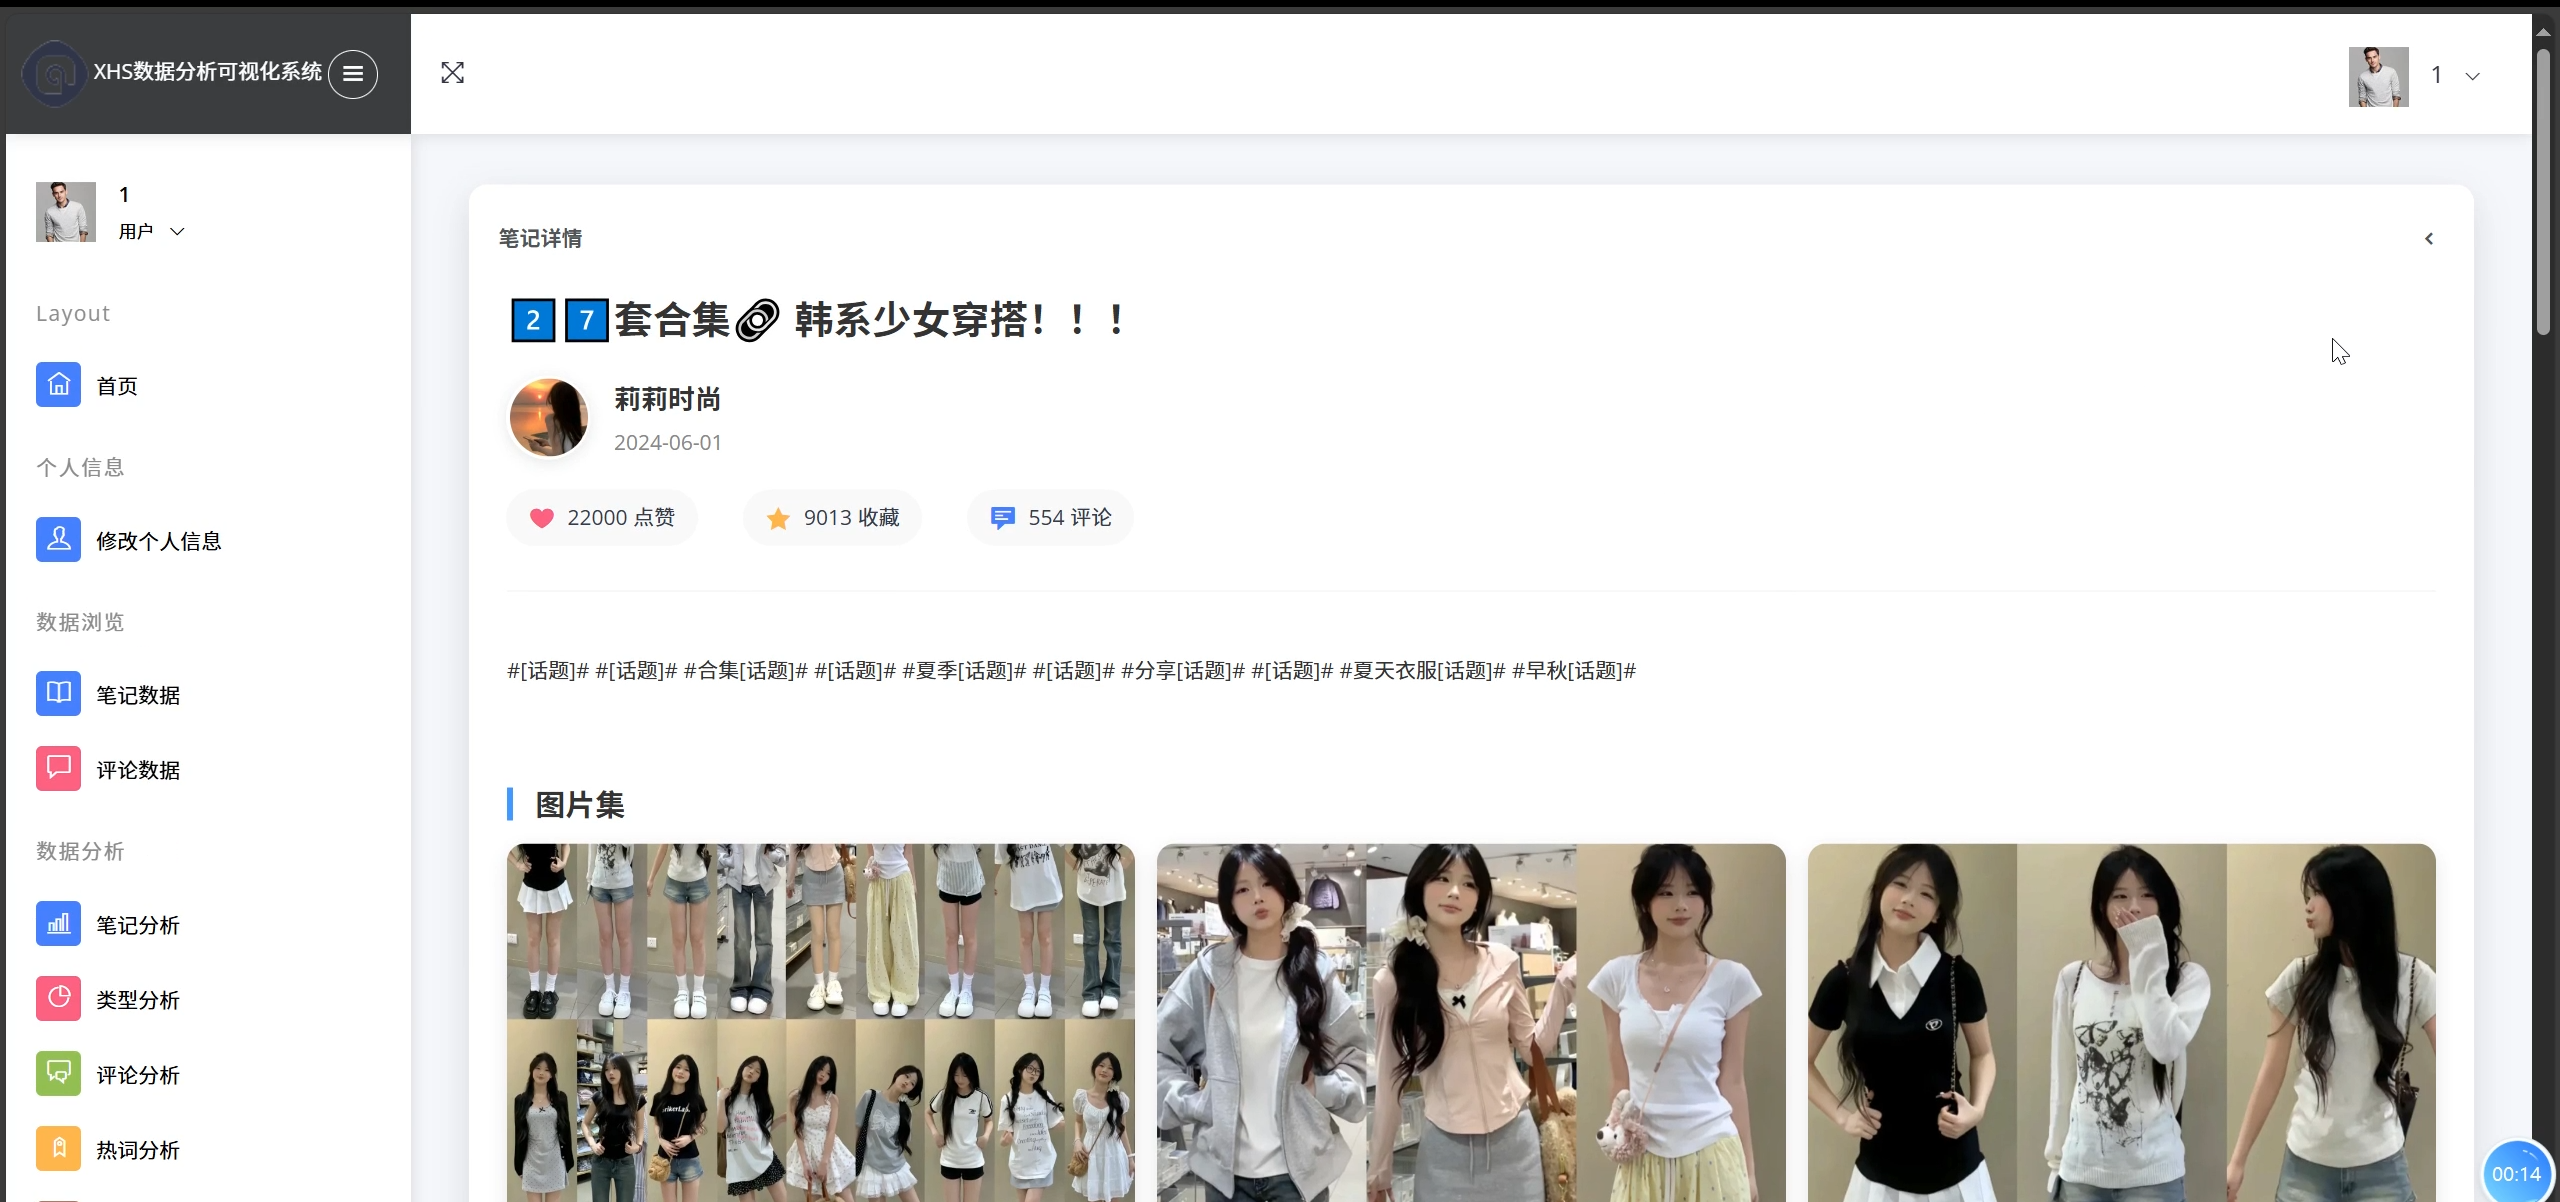 XHS数据分析可视化系统
1
1
用户
Layout
首页
个人信息
修改个人信息
数据浏览
笔记数据
评论数据
数据分析
笔记分析
类型分析
评论分析
热词分析
笔记详情
2️⃣7️⃣套合集🔗 韩系少女穿搭！！！
莉莉时尚
2024-06-01
22000 点赞
9013 收藏
554 评论
#[话题]# #[话题]# #合集[话题]# #[话题]# #夏季[话题]# #[话题]# #分享[话题]# #[话题]# #夏天衣服[话题]# #早秋[话题]#
图片集
00:14